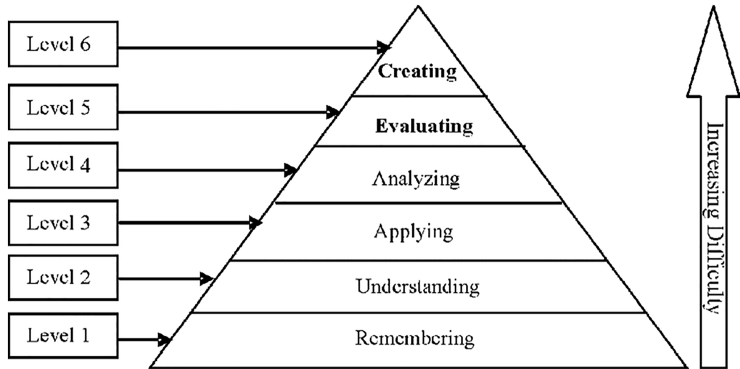 Level 6
Creating
Level 5
Evaluating
Level 4
Analyzing
Level 3
Applying
Level 2
Understanding
Level 1
Remembering
Increasing Difficulty